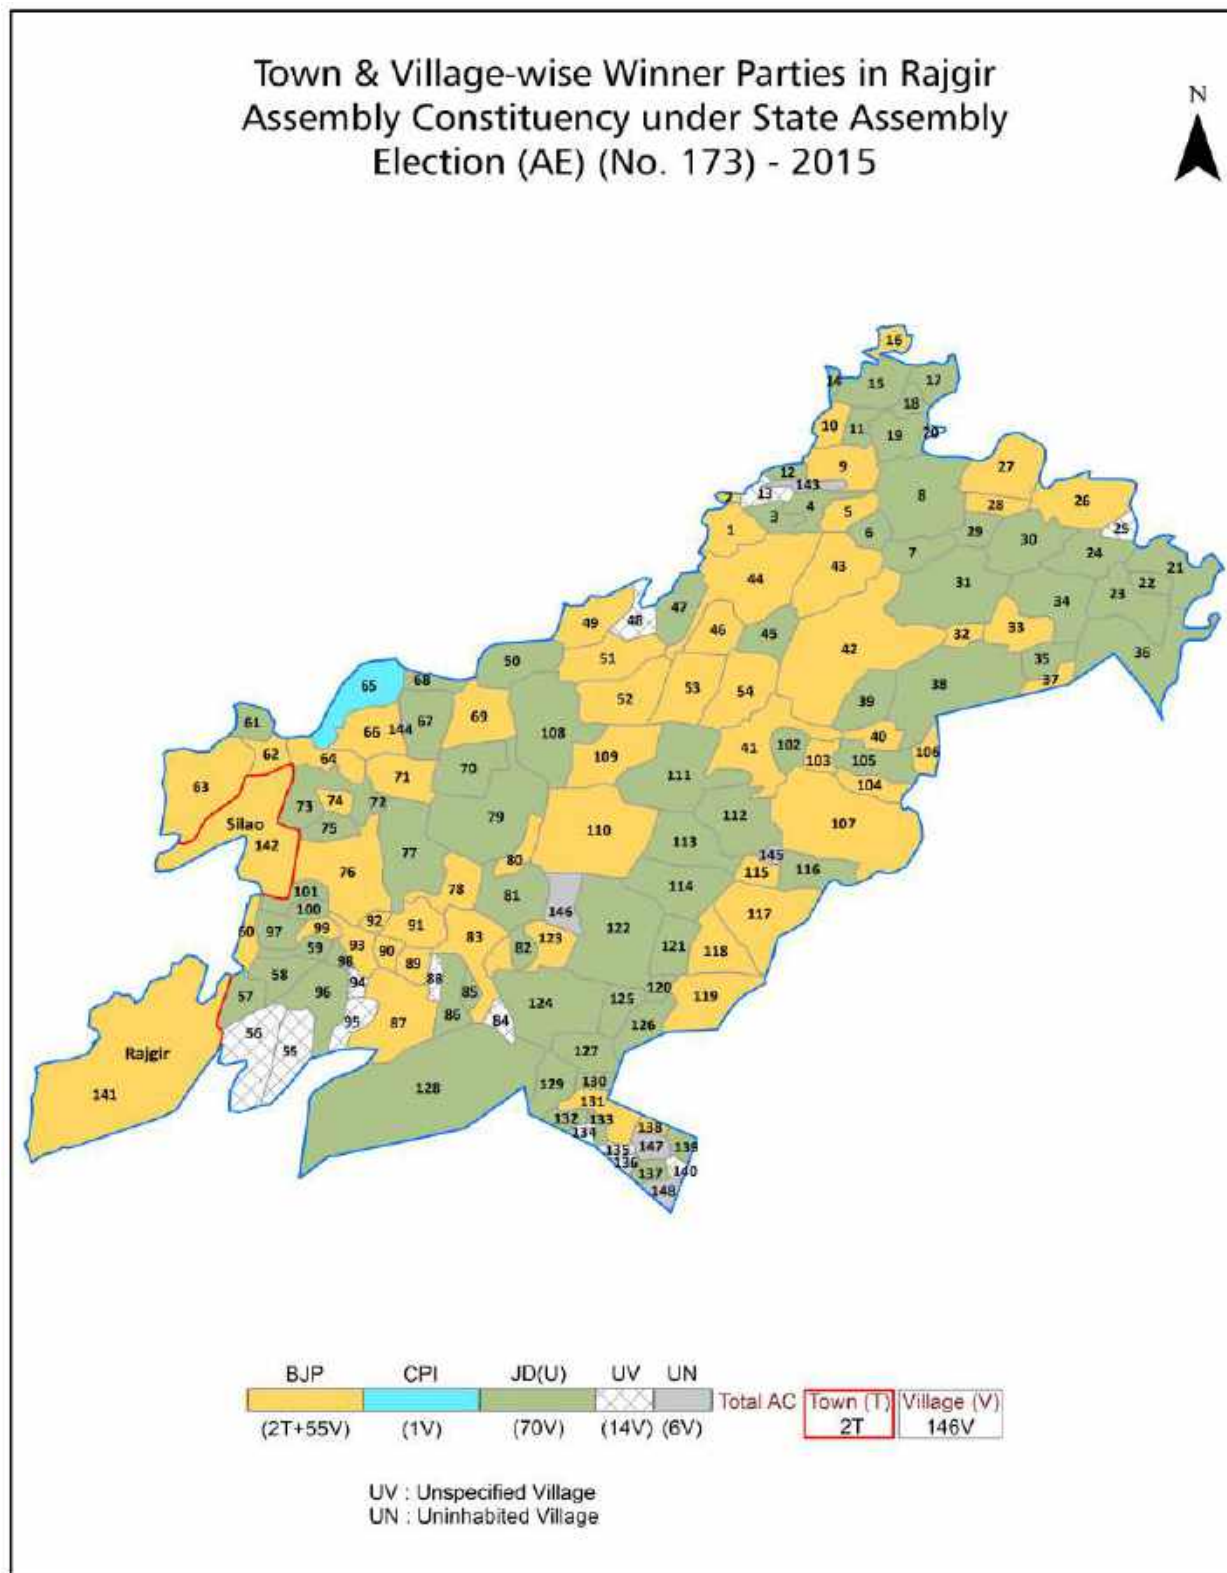 Town & Village-wise Winner Parties in Rajgir
Assembly Constituency under State Assembly
Election (AE) (No. 173) - 2015
N
16
14 15 17
18
10 11 19 20
12 9 27
143
13 8 26
2 4 28
3 5 25
1 6 29 30
7 24
44 43 21
31 22
47 23
49 48 34
46 45 32 33
51 42 35 36
50 37
65 68 52 53 54 38
39
61 66 144 67 69 108 40
62 64 109 41 102 103 105 106
63 71 70 111 104
73 74 72
Silao 75 79 110 112 107
142 77 113
76 80 145
115 116
101 78 81 114
100 146 117
60 97 99 92 91 122
59 93 90 83 82 123 121 118
98 89
58 94 88 120
57 96 85 124 125 119
56 95 87 86 84 126
55
Rajgir 127
141 128 129 130
131
132 133
134 138
135 147 139
136 137 140
148
BJP CPI JD(U) UV UN
Total AC Town (T) Village (V)
(2T+55V) (1V) (70V) (14V) (6V) 2T 146V
UV : Unspecified Village
UN : Uninhabited Village